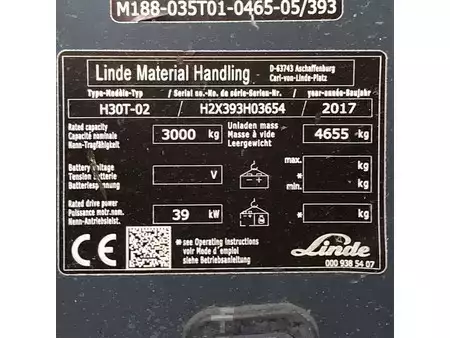 M188-035T01-0465-05/393
Linde Material Handling
D-63743 Aschaffenburg
Carl-von-Linde-Platz
Type-Modèle-Typ / Serial no.-No de série-Serien-Nr. / year-année-Baujahr
H30T-02 H2X393H03654 2017
Rated capacity
Capacité nominale
Nenn-Tragfähigkeit
3000 kg
Unladen mass
Masse à vide
Leergewicht
4655 kg
Battery voltage
Tension batterie
Batteriespannung
V
- +
max.
*
kg
*
min.
kg
Rated drive power
Puissance motr.nom.
Nenn-Antriebsleist.
39 kW
*
kg
CE
*see Operating instructions
voir Mode d'emploi
siehe Betriebsanleitung
Linde
000 938 54 07